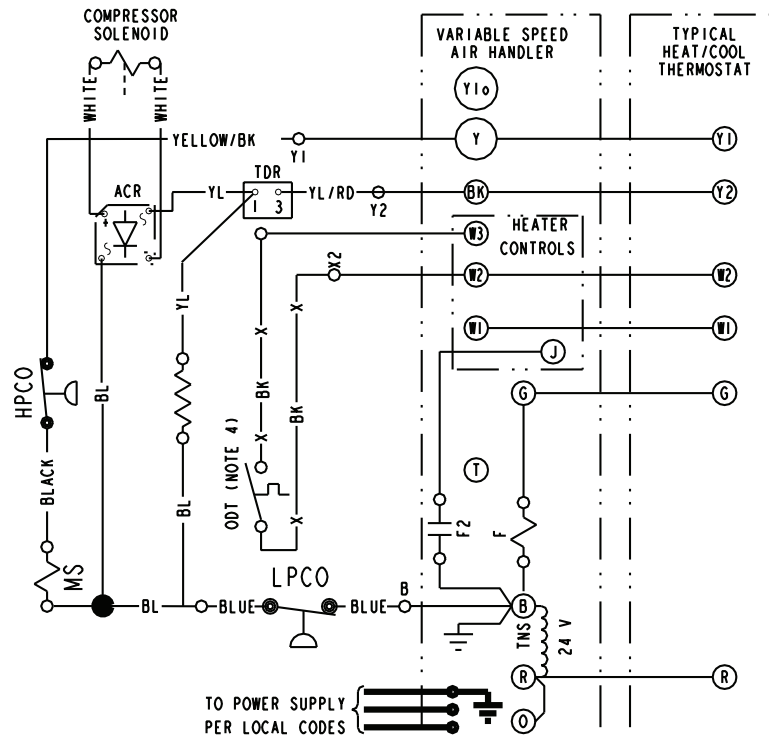 COMPRESSOR
SOLENOID
VARIABLE SPEED
AIR HANDLER
TYPICAL
HEAT/COOL
THERMOSTAT
WHITE
WHITE
Y1o
YELLOW/BK
Y1
Y
Y1
ACR
TDR
YL
1 3
YL/RD
Y2
BK
Y2
HEATER
CONTROLS
W3
X2
W2
W2
YL
X
X
W1
W1
J
HPCO
BL
BK
BK
G
G
ODT (NOTE 4)
X
X
T
BLACK
BL
F2
F
MS
LPCO
BL
BLUE
BLUE
B
B
TNS
24 V
R
R
O
TO POWER SUPPLY
PER LOCAL CODES